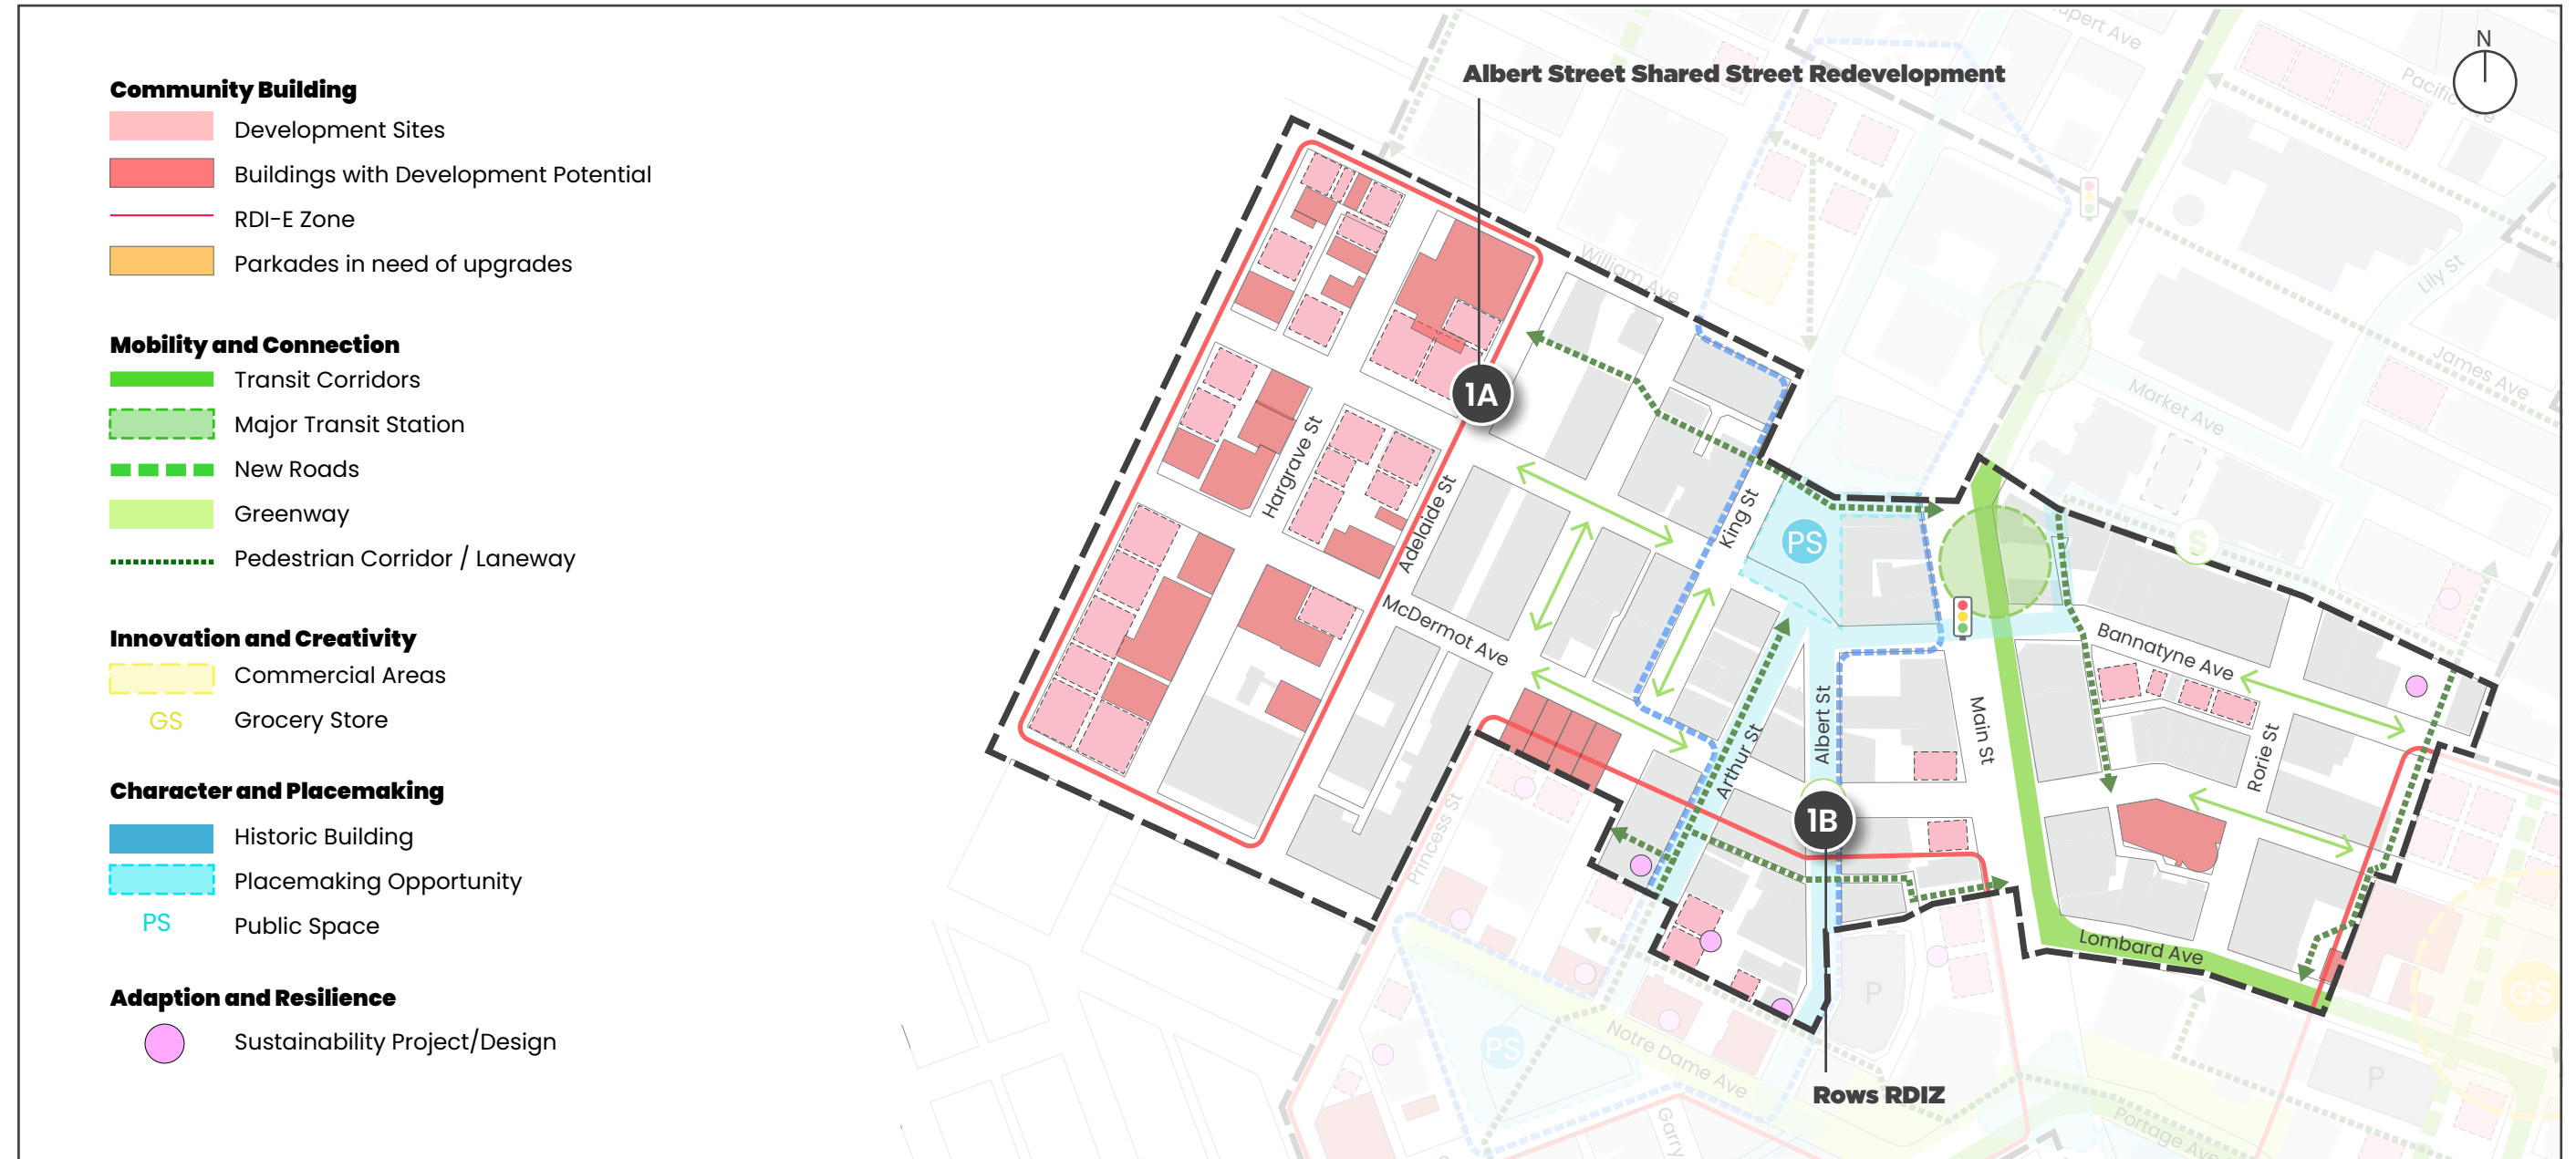 Community Building
Development Sites
Buildings with Development Potential
RDI-E Zone
Parkades in need of upgrades
Mobility and Connection
Transit Corridors
Major Transit Station
New Roads
Greenway
Pedestrian Corridor / Laneway
Innovation and Creativity
Commercial Areas
GS Grocery Store
Character and Placemaking
Historic Building
Placemaking Opportunity
PS Public Space
Adaption and Resilience
Sustainability Project/Design
Albert Street Shared Street Redevelopment
N
Pacific Ave
William Ave
Lily St
James Ave
Market Ave
1A
Hargrave St
Adelaide St
King St
PS
S
McDermot Ave
Bannatyne Ave
Albert St
Main St
Arthur St
Rorie St
1B
Princess St
Lombard Ave
P
GS
PS
Notre Dame Ave
P
Garry
Portage Ave
Rows RDIZ